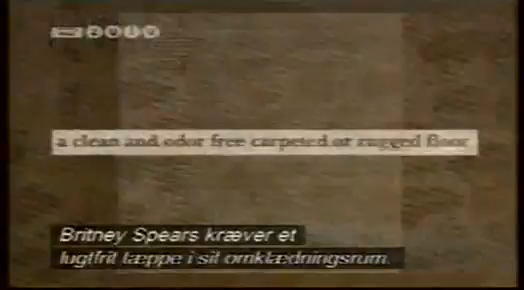 a clean and odor free carpeted or rugged floor
Britney Spears kræver et
lugtfrit tæppe i sit omklædningsrum.